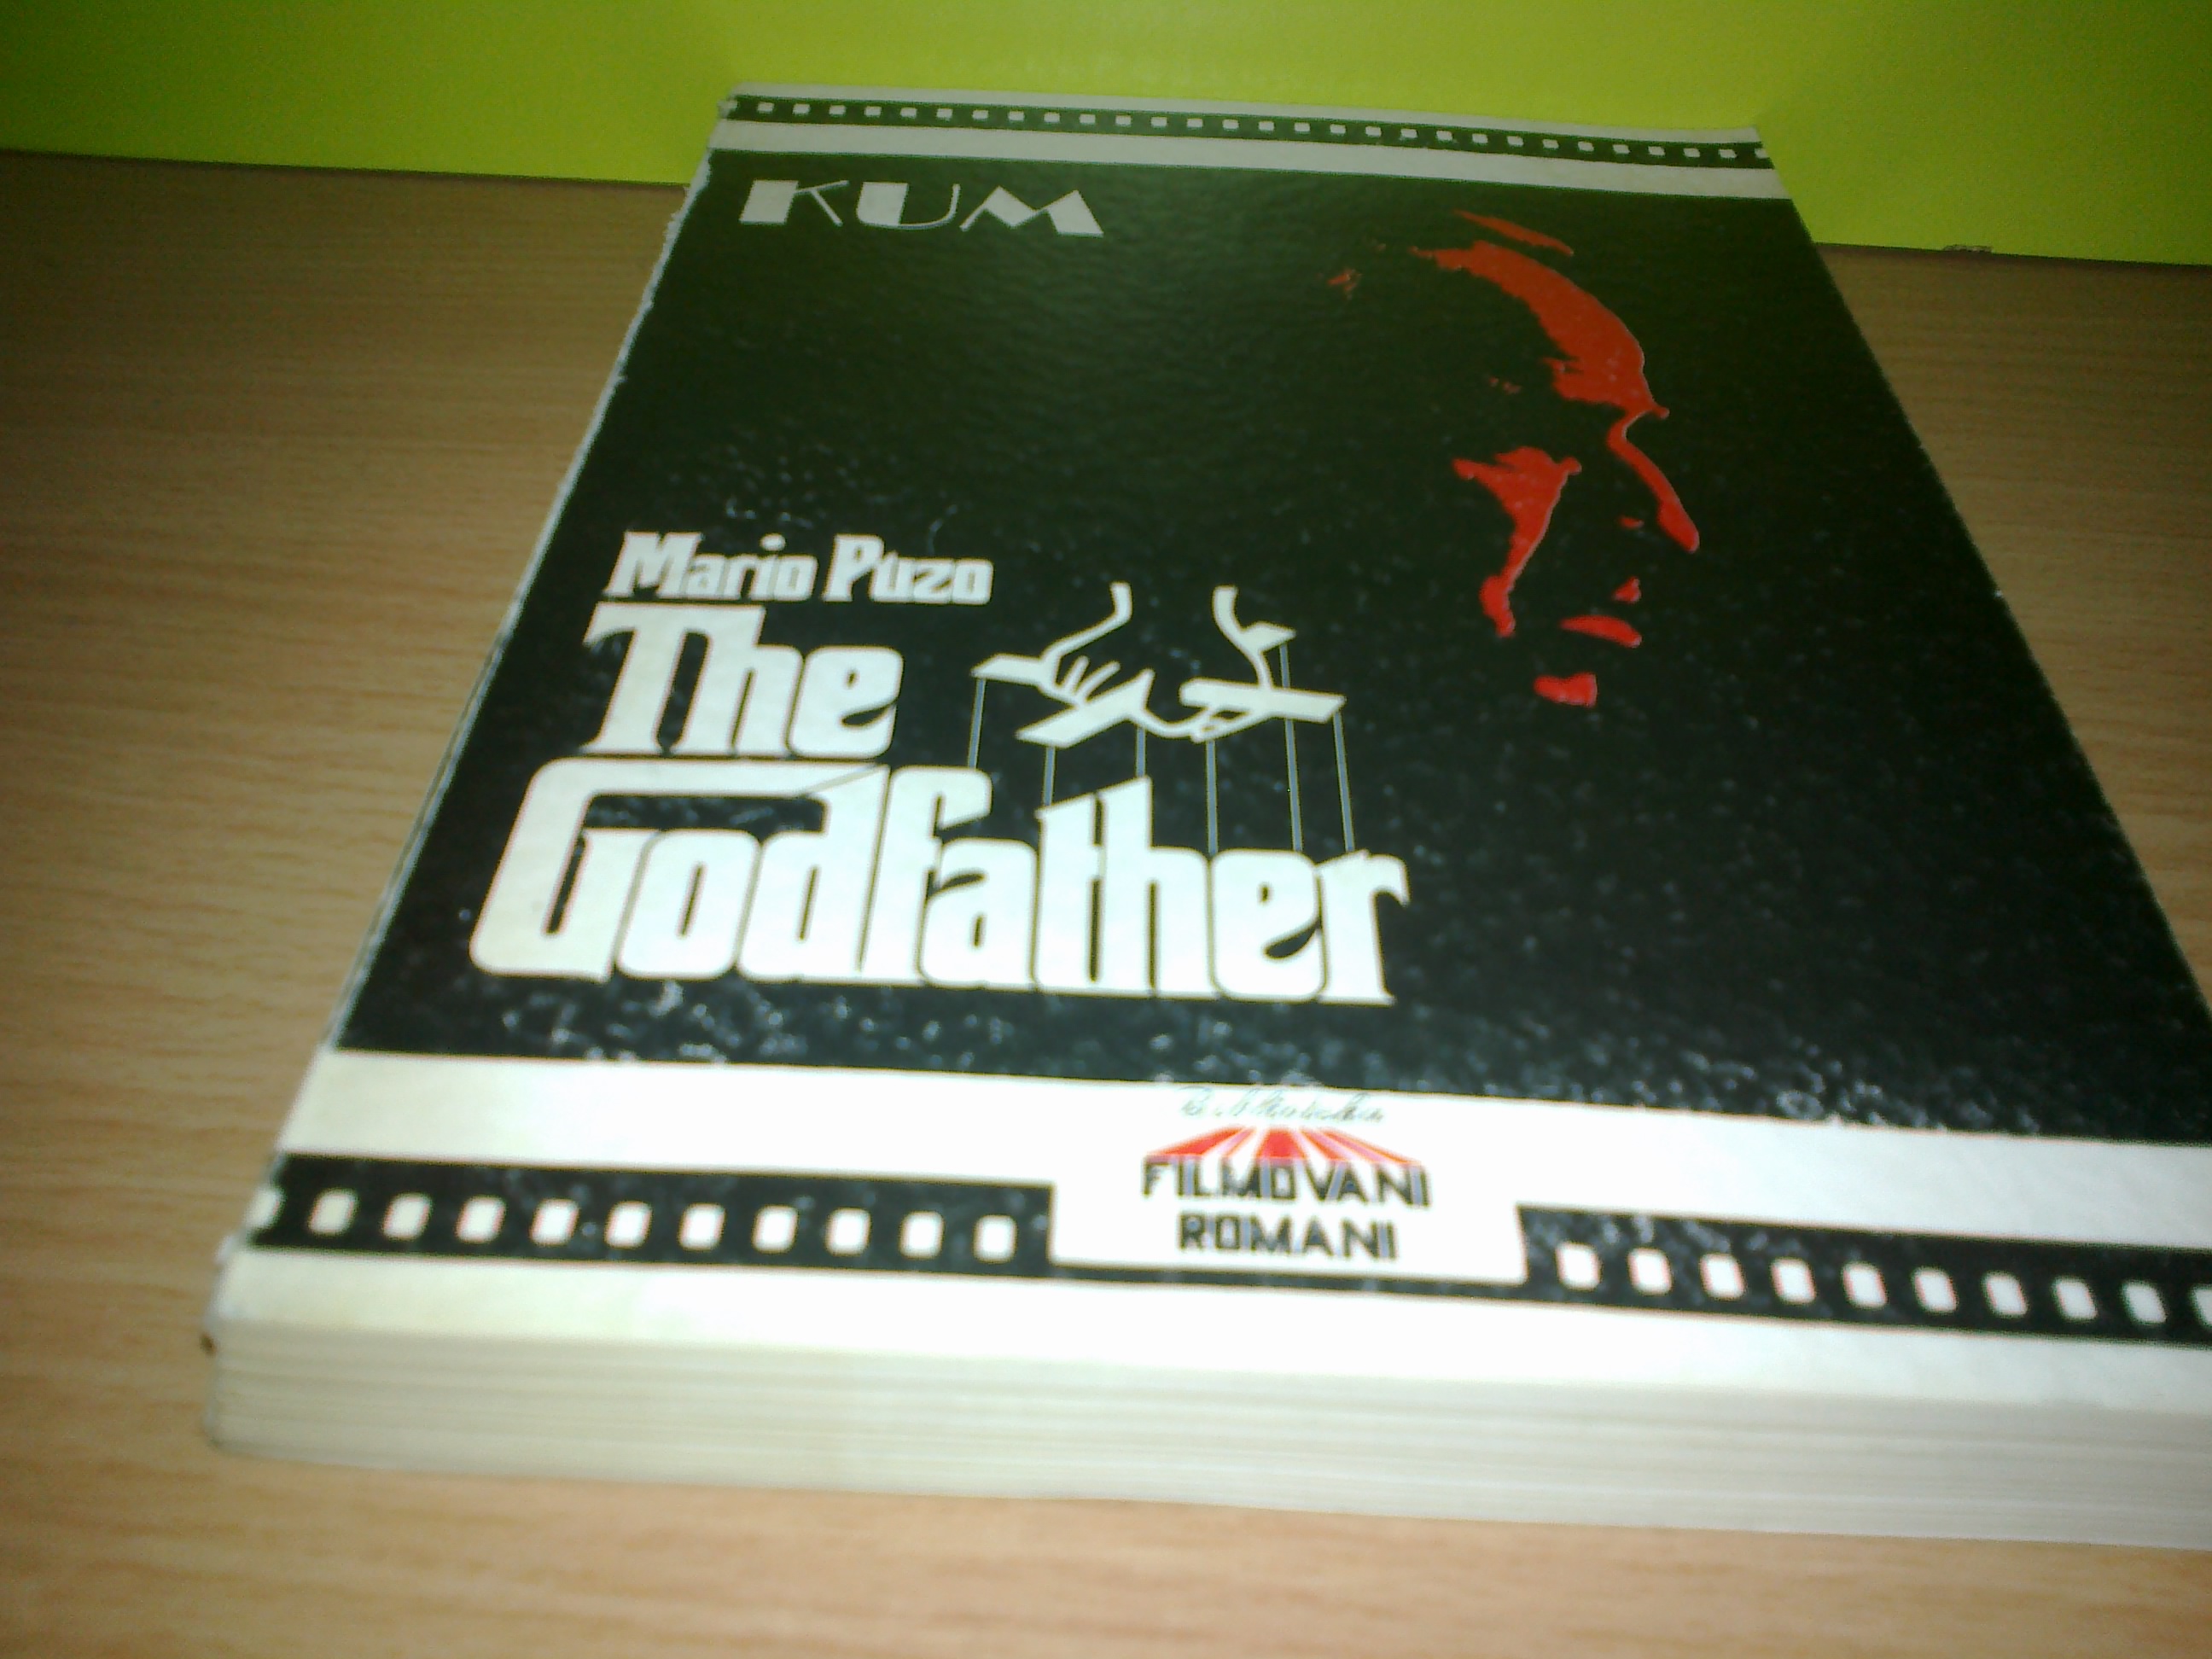 KUM
Mario Puzo
The
Godfather
FILMOVANI
ROMANI